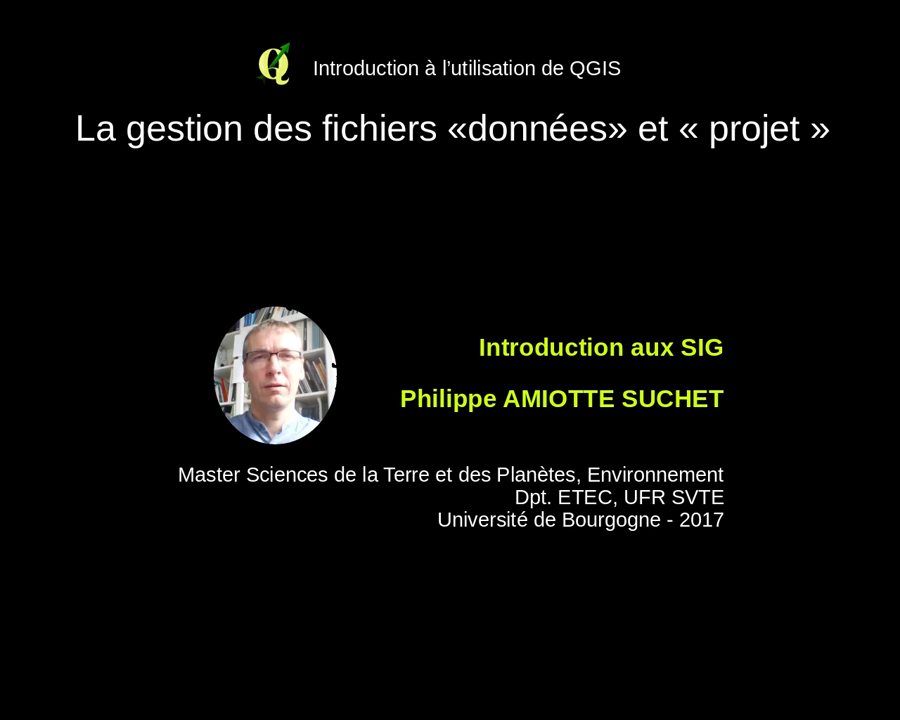 Introduction à l’utilisation de QGIS
La gestion des fichiers «données» et « projet »
Introduction aux SIG
Philippe AMIOTTE SUCHET
Master Sciences de la Terre et des Planètes, Environnement
Dpt. ETEC, UFR SVTE
Université de Bourgogne - 2017